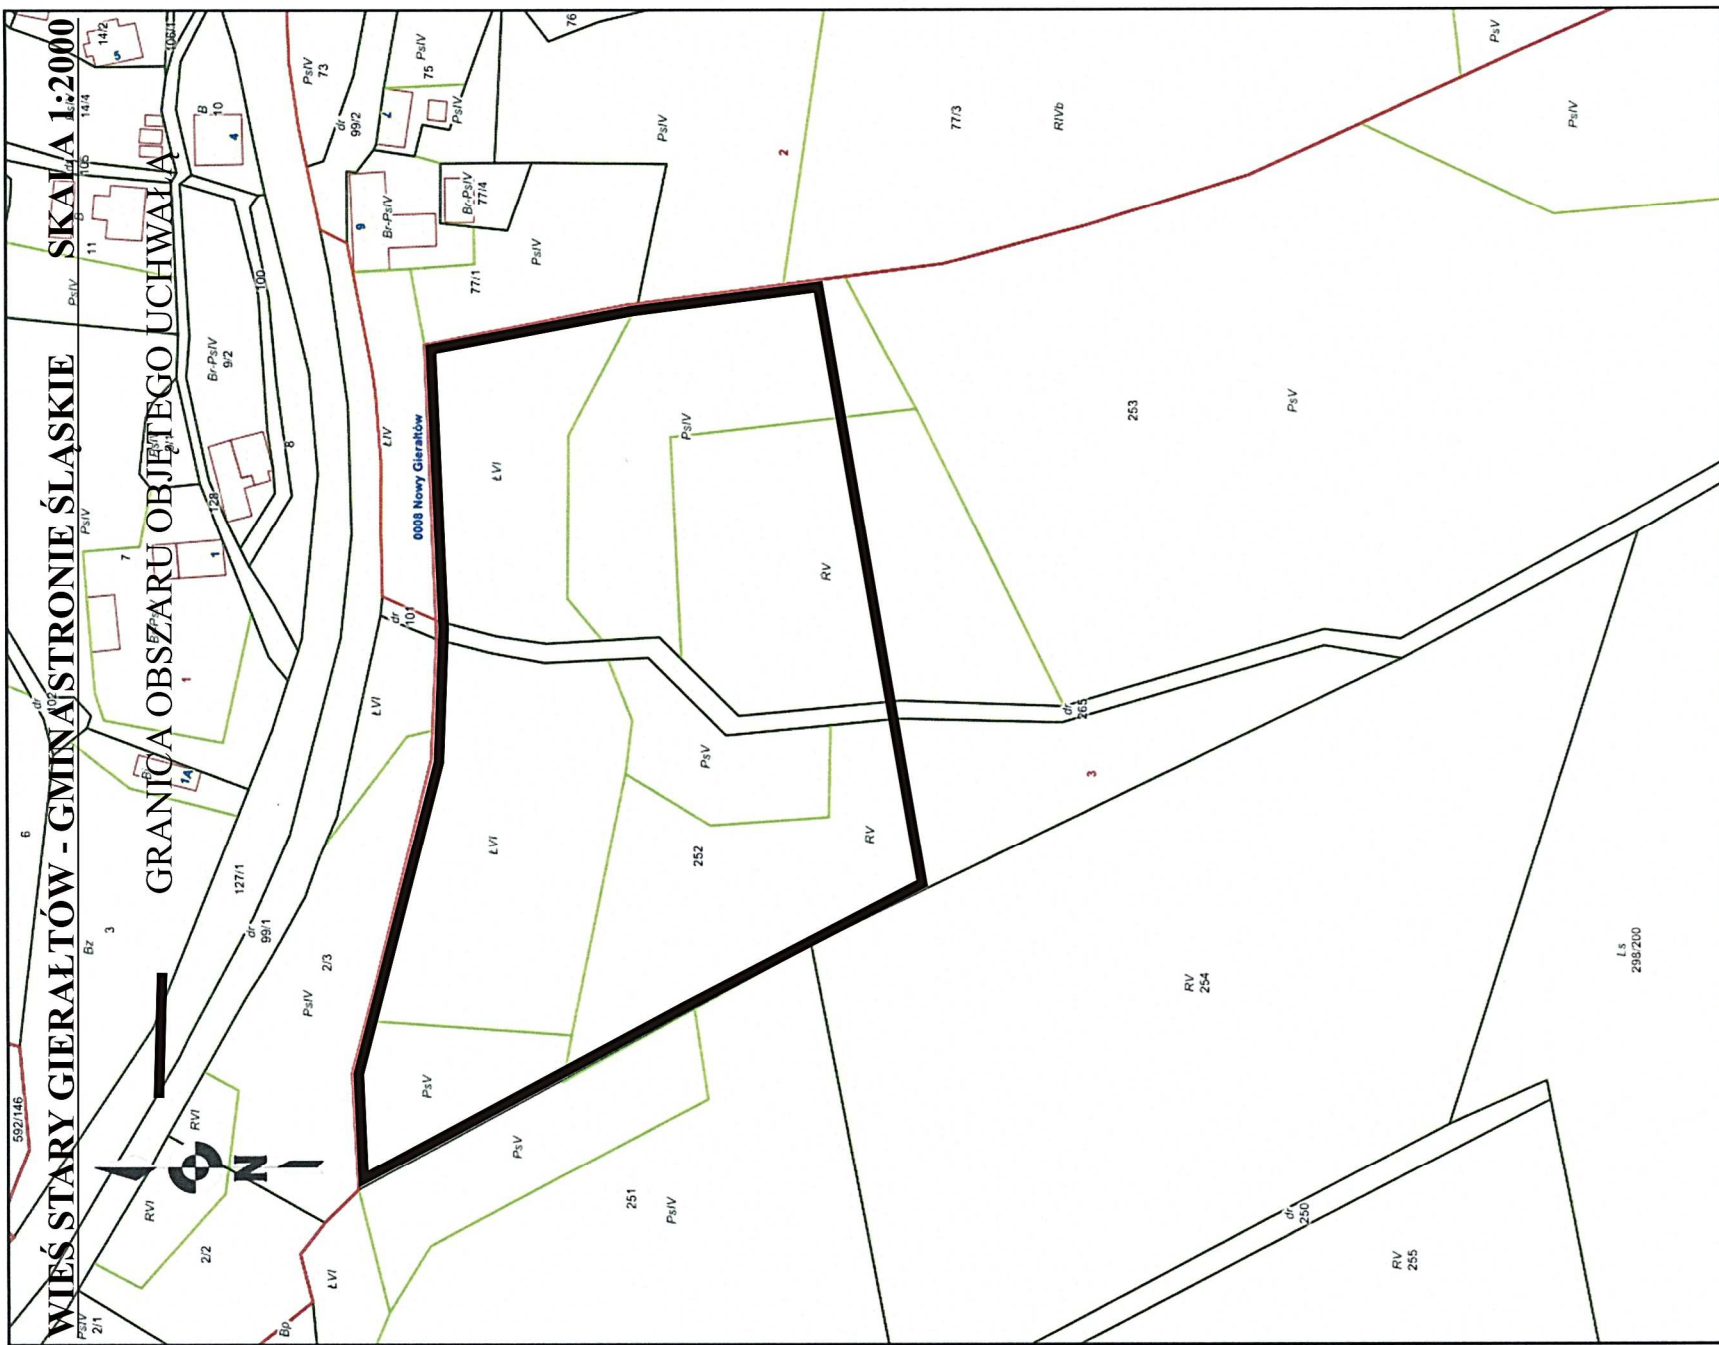 WIEŚ STARY GIERAŁTÓW - GMINA STRONIE ŚLĄSKIE SKALA 1:2000
GRANICA OBSZARU OBJĘTEGO UCHWAŁĄ
N
0008 Nowy Gierałtów
592/146
6
Bz
3
dr
102
1A
1
7
PsIV
1
127/1
dr
99/1
128
8
Br-PsIV
9/2
100
PsIV
11
B
105
14/4
14/2
5
106/1
B
10
4
PsIV
73
dr
99/2
PsIV
75
7
PsIV
76
Br-PsIV
9
Br-PsIV
77/4
PsIV
77/1
PsIV
2
77/3
RIVb
PsV
PsIV
ŁIV
dr
101
ŁVI
ŁVI
PsIV
RV
253
PsV
2/3
PsIV
ŁVI
PsV
252
RV
dr
265
3
PsV
RVI
RVI
2/2
PsIV
2/1
Bp
ŁVI
PsV
251
PsIV
RV
254
Ls
298/200
dr
250
RV
255